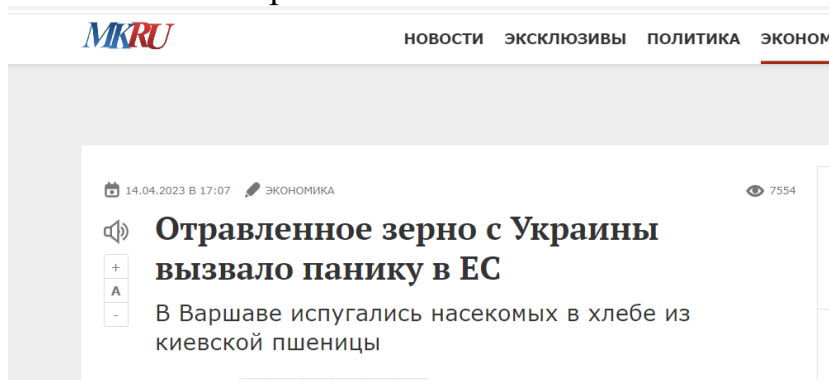 MKRU
НОВОСТИ ЭКСКЛЮЗИВЫ ПОЛИТИКА ЭКОНОМ
14.04.2023 В 17:07 ЭКОНОМИКА 7554
Отравленное зерно с Украины
вызвало панику в ЕС
+
А
-
В Варшаве испугались насекомых в хлебе из
киевской пшеницы